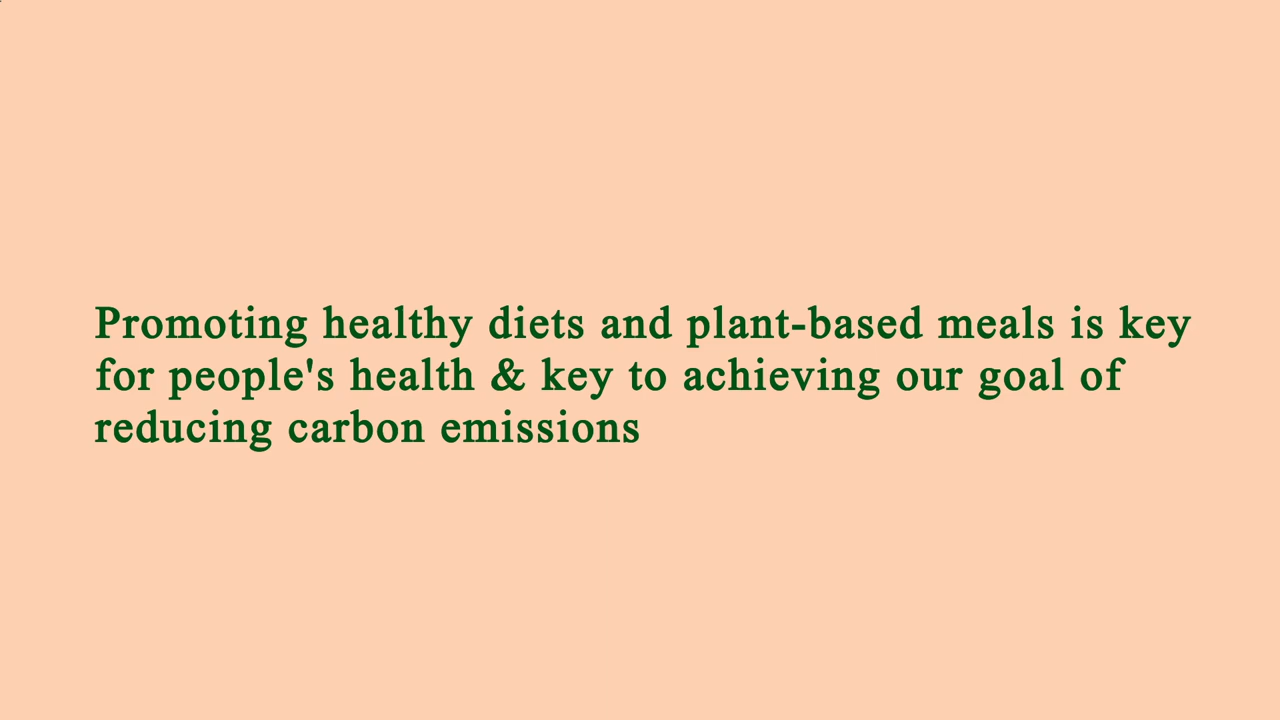 Promoting healthy diets and plant-based meals is key
for people's health & key to achieving our goal of
reducing carbon emissions